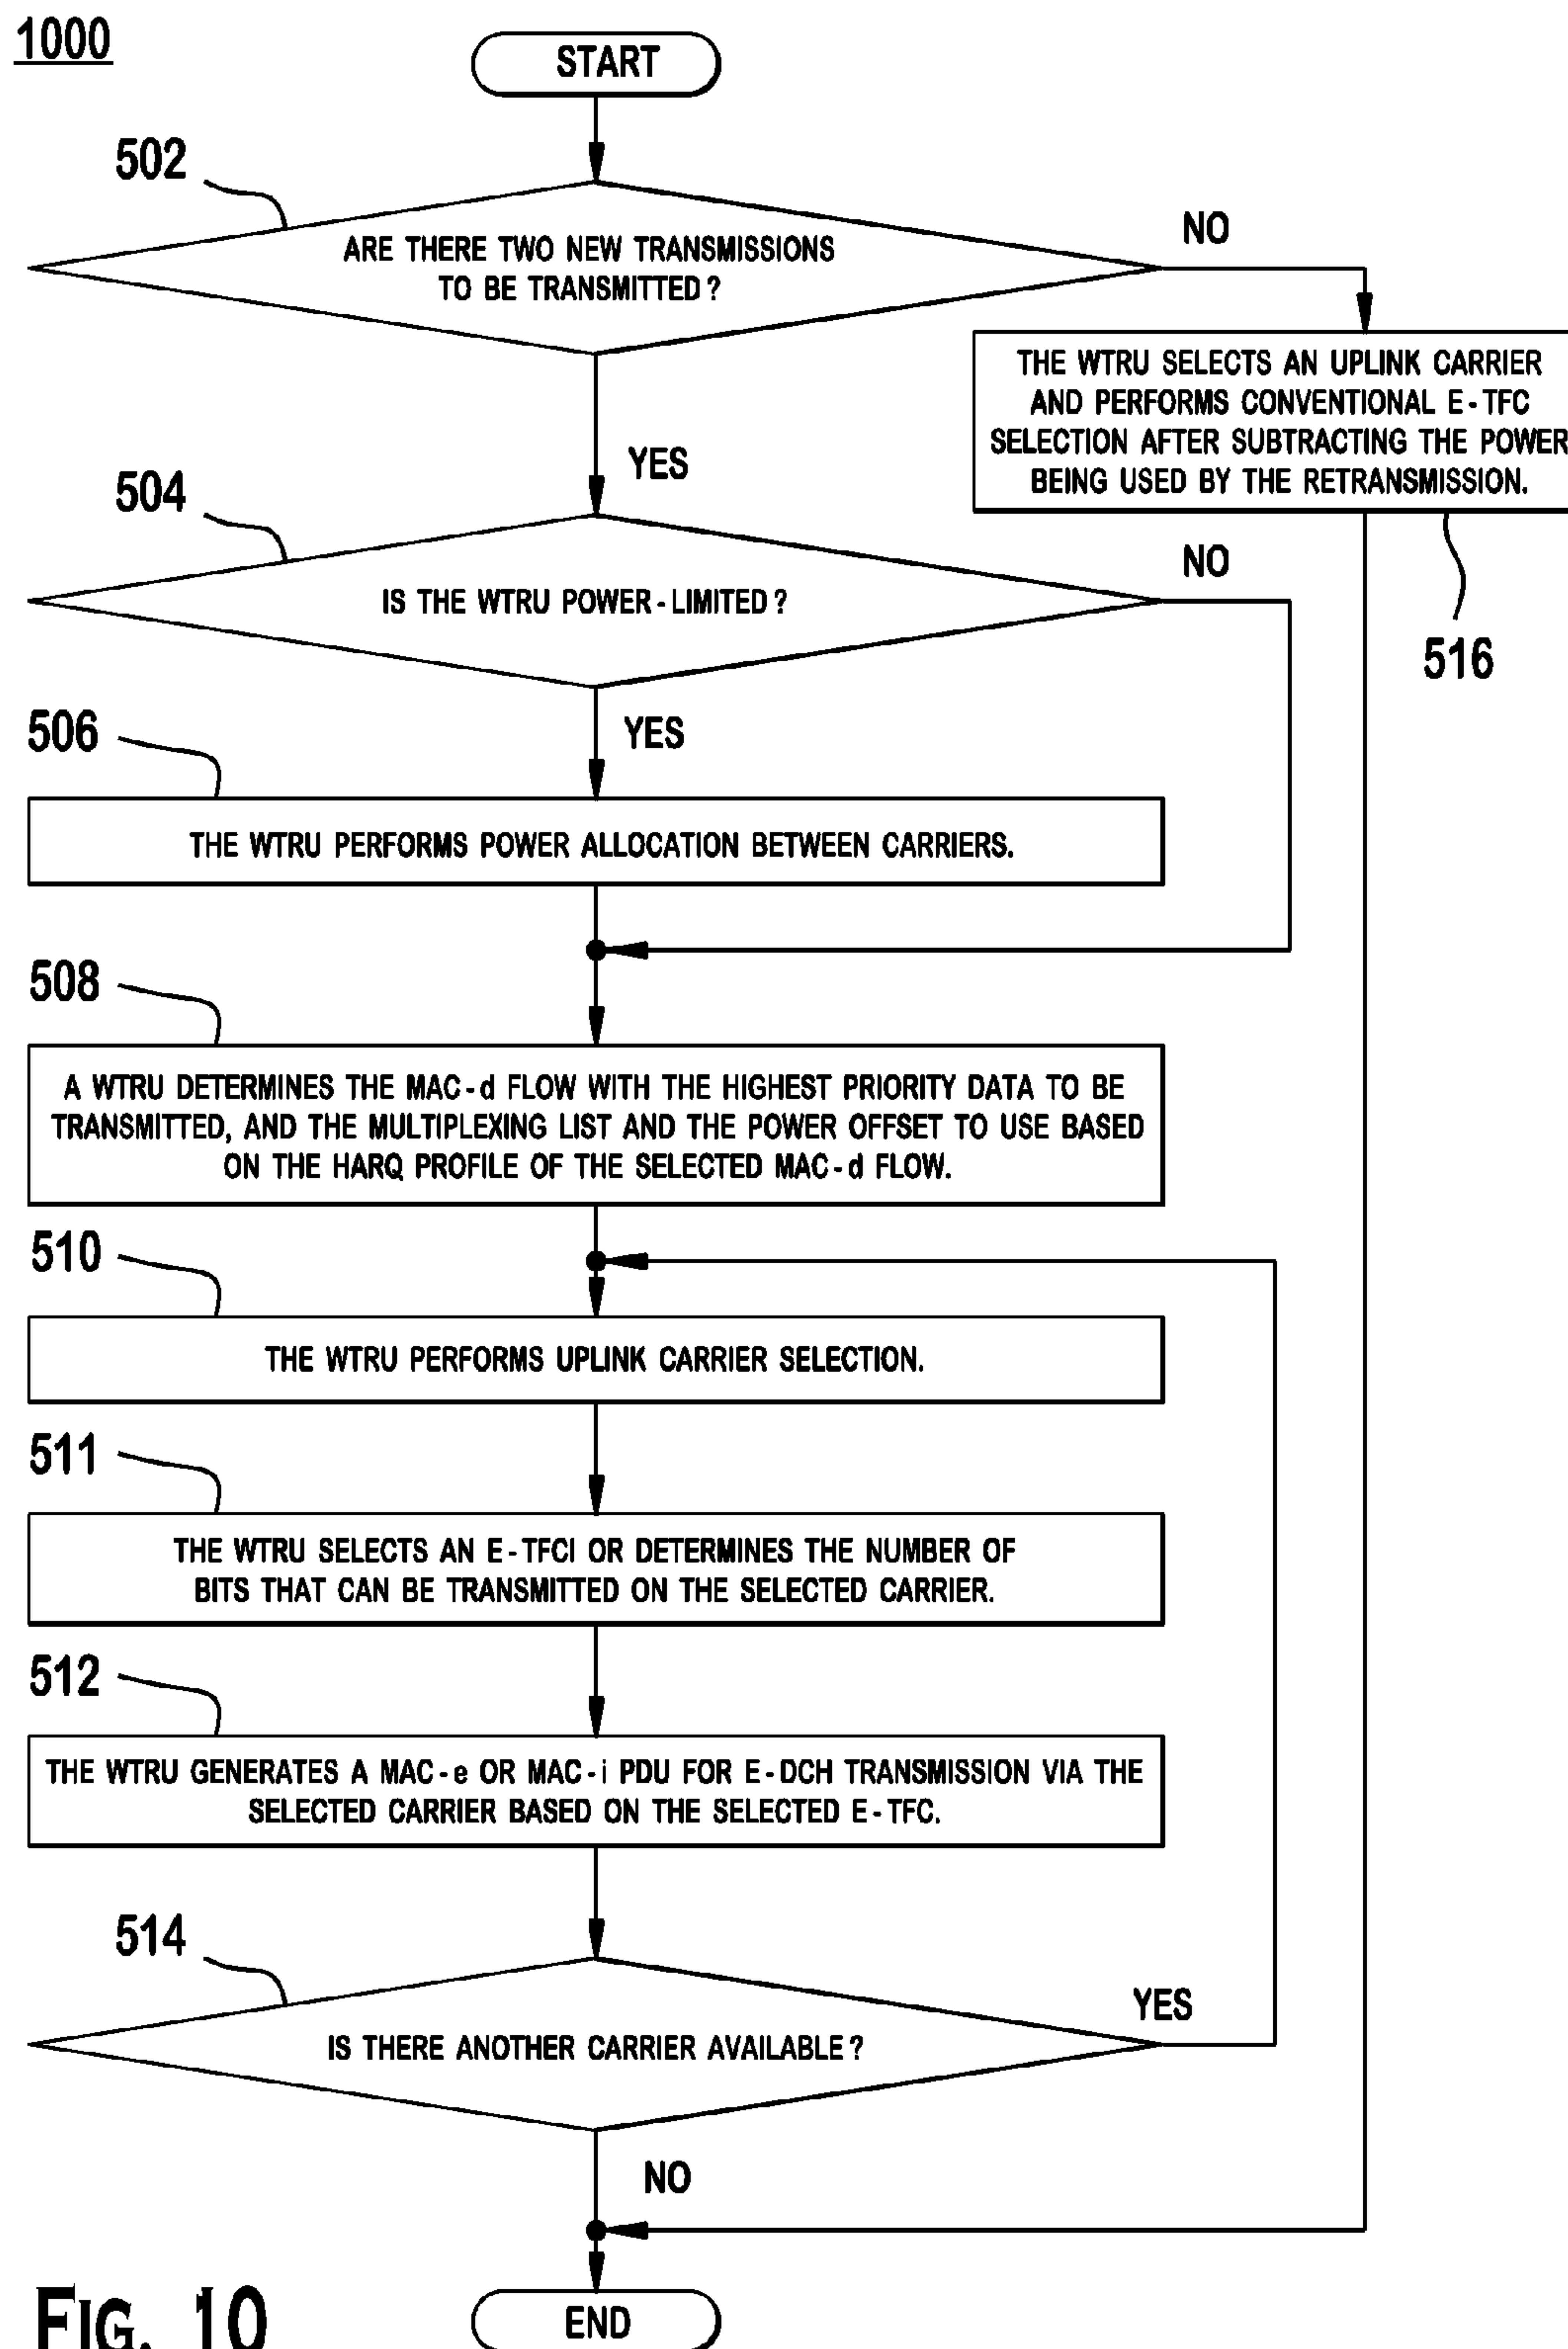 1000
START
502
ARE THERE TWO NEW TRANSMISSIONS
TO BE TRANSMITTED?
NO
THE WTRU SELECTS AN UPLINK CARRIER
AND PERFORMS CONVENTIONAL E-TFC
SELECTION AFTER SUBTRACTING THE POWER
BEING USED BY THE RETRANSMISSION.
516
YES
504
IS THE WTRU POWER-LIMITED?
NO
YES
506
THE WTRU PERFORMS POWER ALLOCATION BETWEEN CARRIERS.
508
A WTRU DETERMINES THE MAC-d FLOW WITH THE HIGHEST PRIORITY DATA TO BE
TRANSMITTED, AND THE MULTIPLEXING LIST AND THE POWER OFFSET TO USE BASED
ON THE HARQ PROFILE OF THE SELECTED MAC-d FLOW.
510
THE WTRU PERFORMS UPLINK CARRIER SELECTION.
511
THE WTRU SELECTS AN E-TFCI OR DETERMINES THE NUMBER OF
BITS THAT CAN BE TRANSMITTED ON THE SELECTED CARRIER.
512
THE WTRU GENERATES A MAC-e OR MAC-i PDU FOR E-DCH TRANSMISSION VIA THE
SELECTED CARRIER BASED ON THE SELECTED E-TFC.
514
IS THERE ANOTHER CARRIER AVAILABLE?
YES
NO
END
FIG. 10